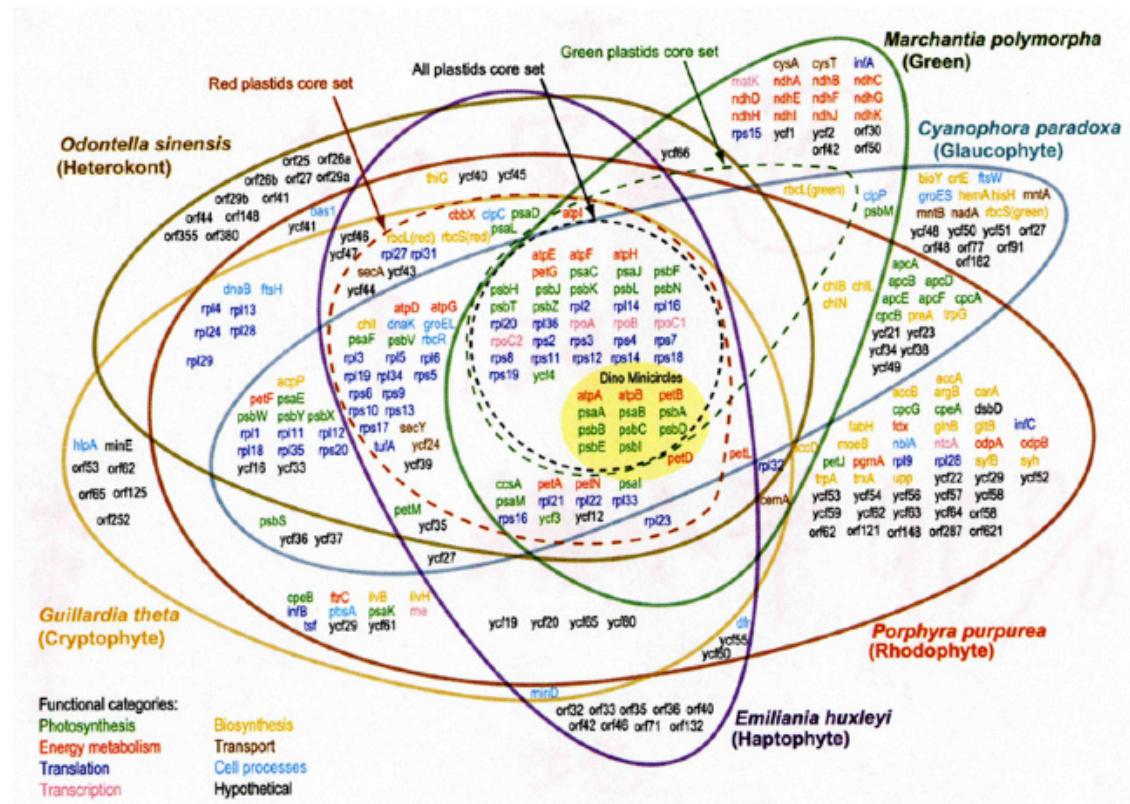 Marchantia polymorpha
(Green)
Green plastids core set
All plastids core set
Red plastids core set
cysA cysT infA
matK ndhA ndhB ndhC
ndhD ndhE ndhF ndhG
ndhH ndhI ndhJ ndhK
rps15 ycf1 ycf2 orf30
orf42 orf50
Odontella sinensis
(Heterokont)
Cyanophora paradoxa
(Glaucophyte)
orf25 orf26a
orf26b orf27 orf29a
orf29b orf41
orf44 orf148
orf355 orf380
bas1
ycf41
ycf46
ycf47
thiG ycf40 ycf45
ycf66
rbcL(green)
clpP
psbM
bioY crtE ftsW
groES hemA hisH mntA
mntB nadA rbcS(green)
ycf48 ycf50 ycf51 orf27
orf48 orf77 orf91
orf182
cbbX clpC psaD
psaL
atpI
rbcL(red) rbcS(red)
rpl27 rpl31
secA ycf43
ycf44
atpE atpF atpH
petG psaC psaJ psbF
psbH psbJ psbK psbL psbN
psbT psbZ rpl2 rpl14 rpl16
rpl20 rpl36 rpoA rpoB rpoC1
rpoC2 rps2 rps3 rps4 rps7
rps8 rps11 rps12 rps14 rps18
rps19 ycf4
Dino Minicircles
atpA atpB petB
psaA psaB psbA
psbB psbC psbD
psbE psbI
petD
apcA
apcB apcD
apcE apcF cpcA
cpcB preA trpG
ycf21 ycf23
ycf34 ycf38
ycf49
chlB chlL
chlN
dnaB ftsH
rpl4 rpl13
rpl24 rpl28
rpl29
atpD atpG
chlI dnaK groEL
psaF psbV rbcR
rpl3 rpl5 rpl6
rpl19 rpl34 rps5
rps6 rps9
rps10 rps13
rps17 secY
tufA ycf24
ycf39
acpP
petF psaE
psbW psbY psbX
rpl1 rpl11 rpl12
rpl18 rpl35 rps20
ycf16 ycf33
hlpA minE
orf53 orf62
orf65 orf125
orf252
accA
accB argB carA
cpcG cpeA dsbD
fabH fdx glnB gltB infC
moeB nblA ntcA odpA odpB
petJ pgmA rpl9 rpl28 syfB syh
trpA trxA upp ycf22 ycf29 ycf52
ycf53 ycf54 ycf56 ycf57 ycf58
ycf59 ycf62 ycf63 ycf64 orf58
orf62 orf121 orf148 orf287 orf621
accD
petL
rpl32
cemA
ccsA petA petN psaI
psaM rpl21 rpl22 rpl33
rps16 ycf3 ycf12 rpl23
petM
ycf35
ycf27
psbS
ycf36 ycf37
cpeB ftrC ilvB ilvH
infB pbsA psaK rne
tsf ycf29 ycf61
ycf19 ycf20 ycf65 ycf80
dfr
ycf55
ycf60
Guillardia theta
(Cryptophyte)
Porphyra purpurea
(Rhodophyte)
minD
orf32 orf33 orf35 orf36 orf40
orf42 orf46 orf71 orf132
Emiliania huxleyi
(Haptophyte)
Functional categories:
Photosynthesis
Energy metabolism
Translation
Transcription
Biosynthesis
Transport
Cell processes
Hypothetical